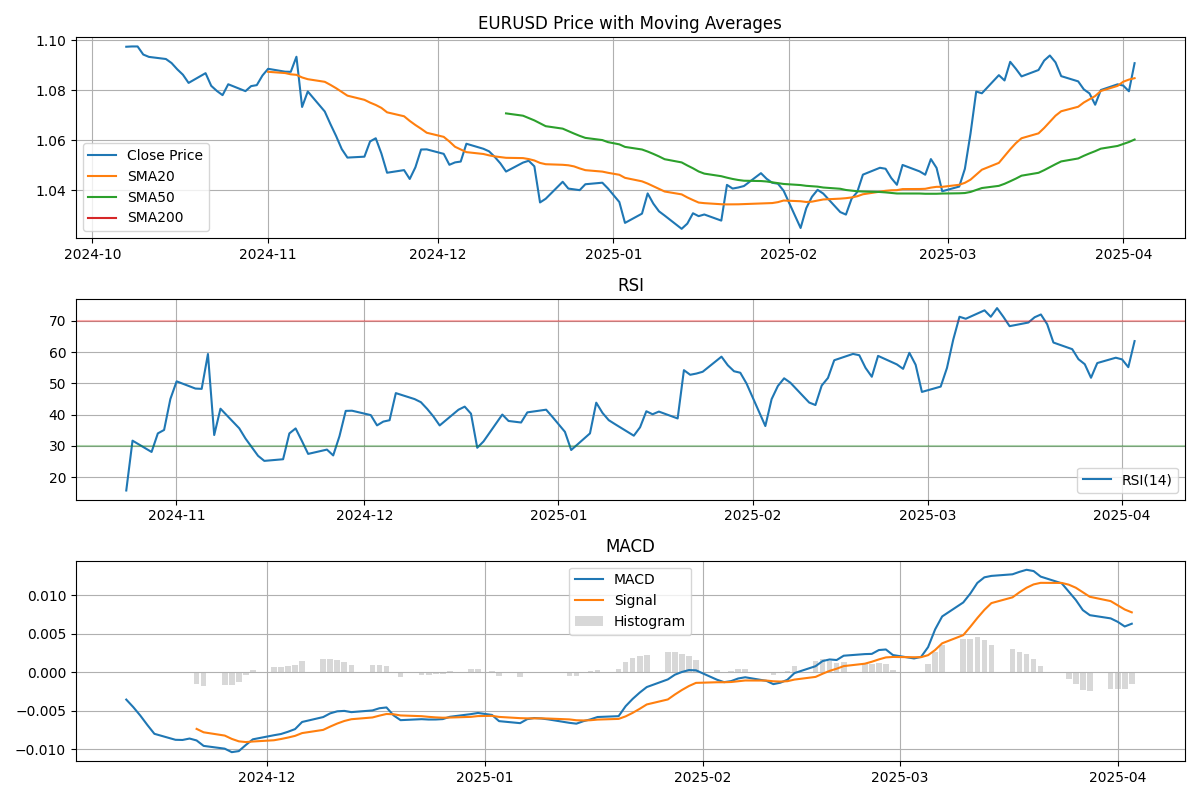 EURUSD Price with Moving Averages
1.10
1.08
1.06
1.04
Close Price
SMA20
SMA50
SMA200
2024-10 2024-11 2024-12 2025-01 2025-02 2025-03 2025-04
RSI
70
60
50
40
30
20
RSI(14)
2024-11 2024-12 2025-01 2025-02 2025-03 2025-04
MACD
0.010
0.005
0.000
−0.005
−0.010
MACD
Signal
Histogram
2024-12 2025-01 2025-02 2025-03 2025-04